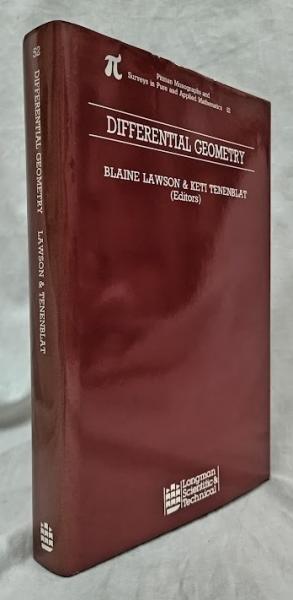 π
Pitman Monographs and
Surveys in Pure and Applied Mathematics 52
DIFFERENTIAL GEOMETRY
BLAINE LAWSON & KETI TENENBLAT
(Editors)
Longman
Scientific &
Technical
52
DIFFERENTIAL GEOMETRY
LAWSON & TENENBLAT